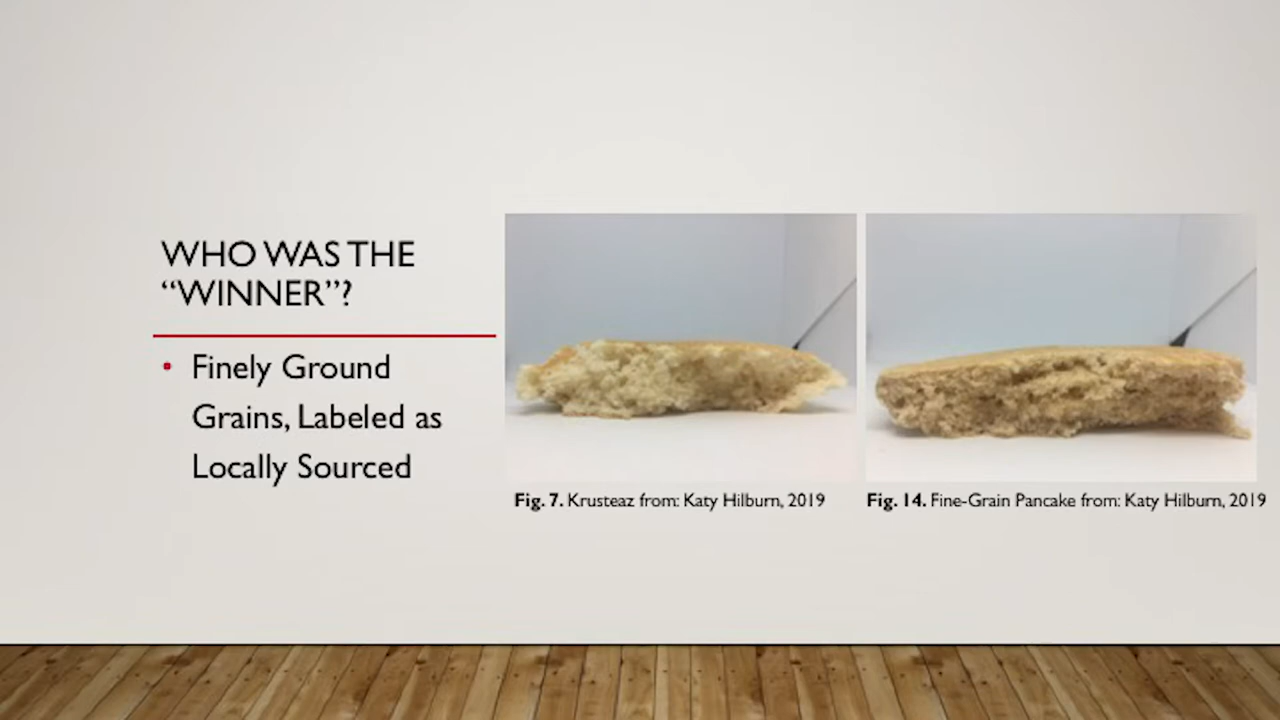 WHO WAS THE
“WINNER”?
• Finely Ground
Grains, Labeled as
Locally Sourced
Fig. 7. Krusteaz from: Katy Hilburn, 2019
Fig. 14. Fine-Grain Pancake from: Katy Hilburn, 2019